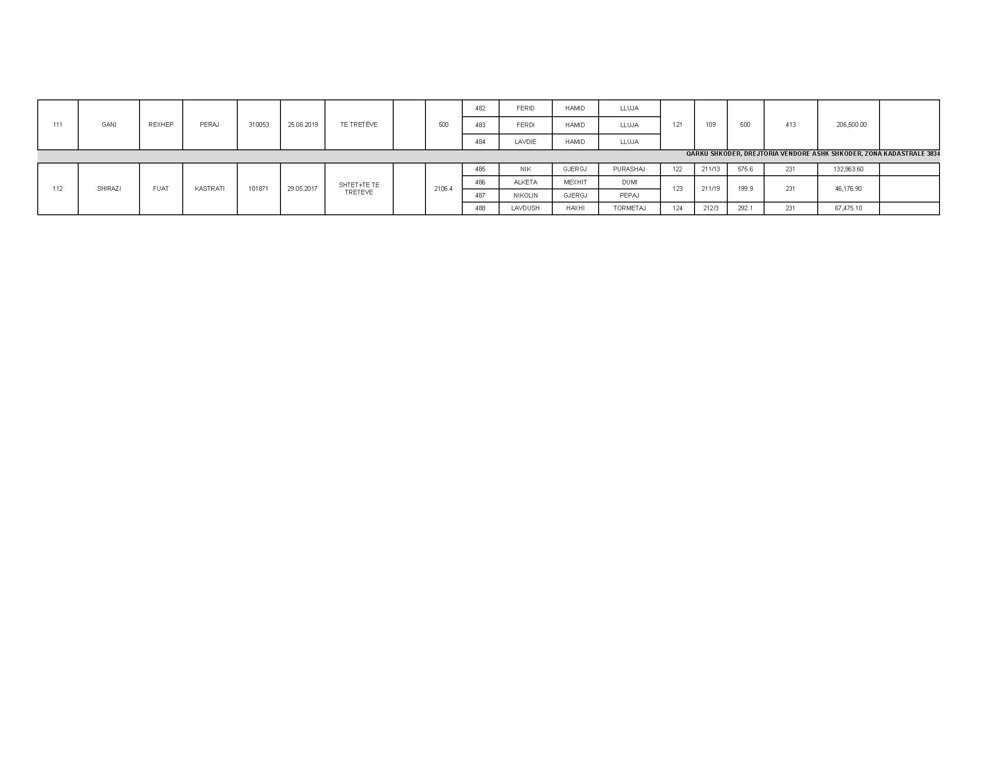 482 FERID HAMID LLUJA
111 GANI REXHEP PERAJ 310053 25.06.2019 TE TRETËVE 500 483 FERDI HAMID LLUJA 121 109 500 413 206,500.00
484 LAVDIE HAMID LLUJA
QARKU SHKODER, DREJTORIA VENDORE ASHK SHKODER, ZONA KADASTRALE 3834
485 NIK GJERGJ PURASHAJ 122 211/13 575.6 231 132,963.60
486 ALKETA MEXHIT DUMI
112 SHIRAZI FUAT KASTRATI 101871 29.05.2017 SHTET+TE TE TRETEVE 2106.4 123 211/19 199.9 231 46,176.90
487 NIKOLIN GJERGJ PEPAJ
488 LAVDUSH HAXHI TORMETAJ 124 212/3 292.1 231 67,475.10